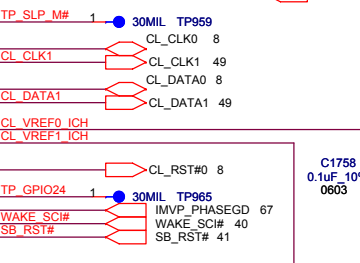 TP_SLP_M# 1 30MIL TP959
CL_CLK0 8
CL_CLK1 CL_CLK1 49
CL_DATA0 8
CL_DATA1 CL_DATA1 49
CL_VREF0_ICH
CL_VREF1_ICH
CL_RST#0 8
C1758
0.1uF_10%
0603
TP_GPIO24 1 30MIL TP965
IMVP_PHASEGD 67
WAKE_SCI# WAKE_SCI# 40
SB_RST# SB_RST# 41